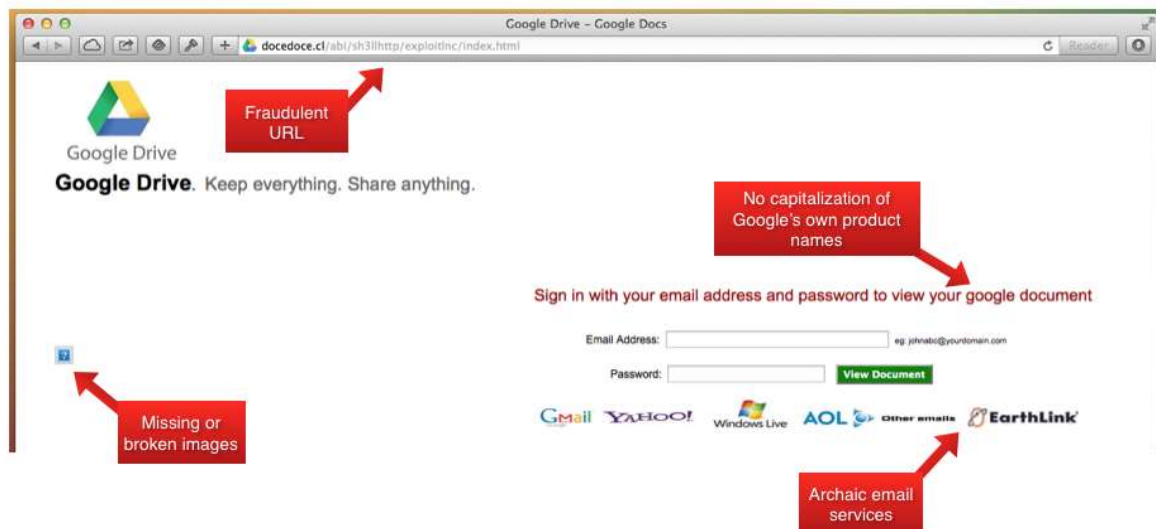 Google Drive – Google Docs
docedoce.cl/abl/sh3llhttp/exploitlnc/index.html
Reader
Fraudulent
URL
Google Drive
Google Drive. Keep everything. Share anything.
No capitalization of
Google's own product
names
Sign in with your email address and password to view your google document
Email Address:
eg: johnabc@yourdomain.com
Password:
View Document
Missing or
broken images
Gmail YAHOO! Windows Live AOL Other emails EarthLink
Archaic email
services